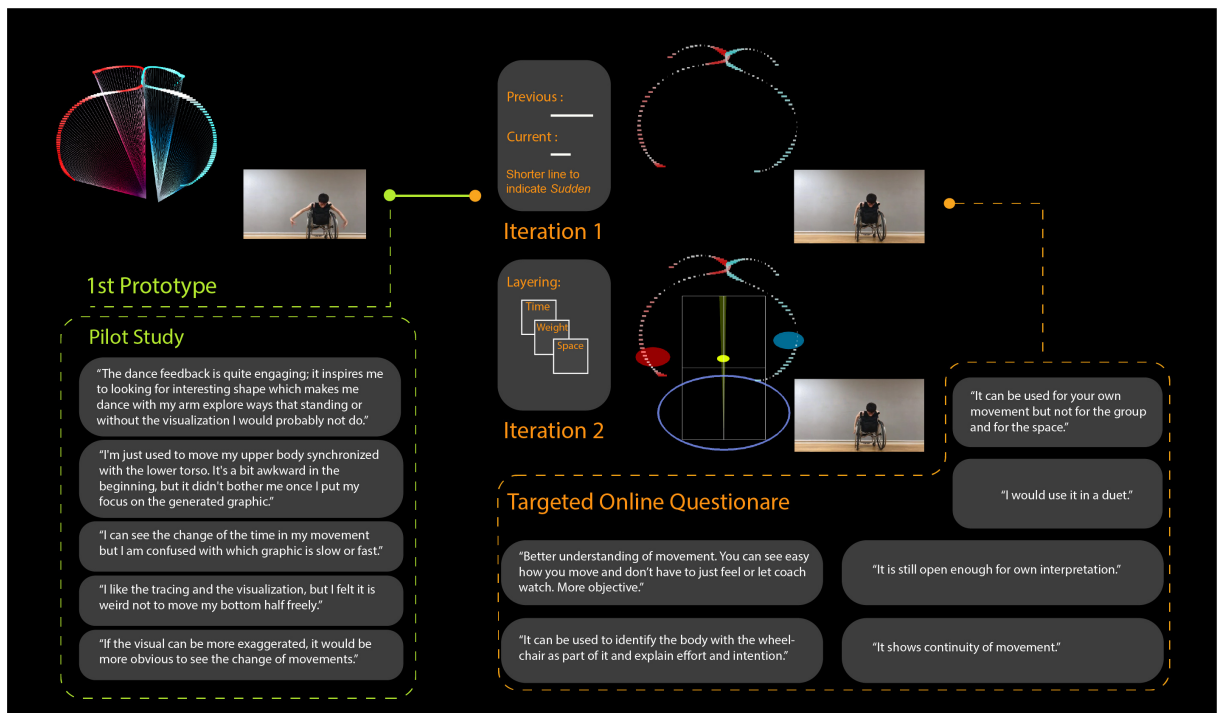 1st Prototype
Pilot Study
“The dance feedback is quite engaging; it inspires me
to looking for interesting shape which makes me
dance with my arm explore ways that standing or
without the visualization I would probably not do.”
“I'm just used to move my upper body synchronized
with the lower torso. It's a bit awkward in the
beginning, but it didn't bother me once I put my
focus on the generated graphic.”
“I can see the change of the time in my movement
but I am confused with which graphic is slow or fast.”
“I like the tracing and the visualization, but I felt it is
weird not to move my bottom half freely.”
“If the visual can be more exaggerated, it would be
more obvious to see the change of movements.”
Previous :
Current :
Shorter line to
indicate Sudden
Iteration 1
Layering:
Time
Weight
Space
Iteration 2
Targeted Online Questionare
“It can be used for your own
movement but not for the group
and for the space.”
“I would use it in a duet.”
“Better understanding of movement. You can see easy
how you move and don’t have to just feel or let coach
watch. More objective.”
“It is still open enough for own interpretation.”
“It can be used to identify the body with the wheel-
chair as part of it and explain effort and intention.”
“It shows continuity of movement.”